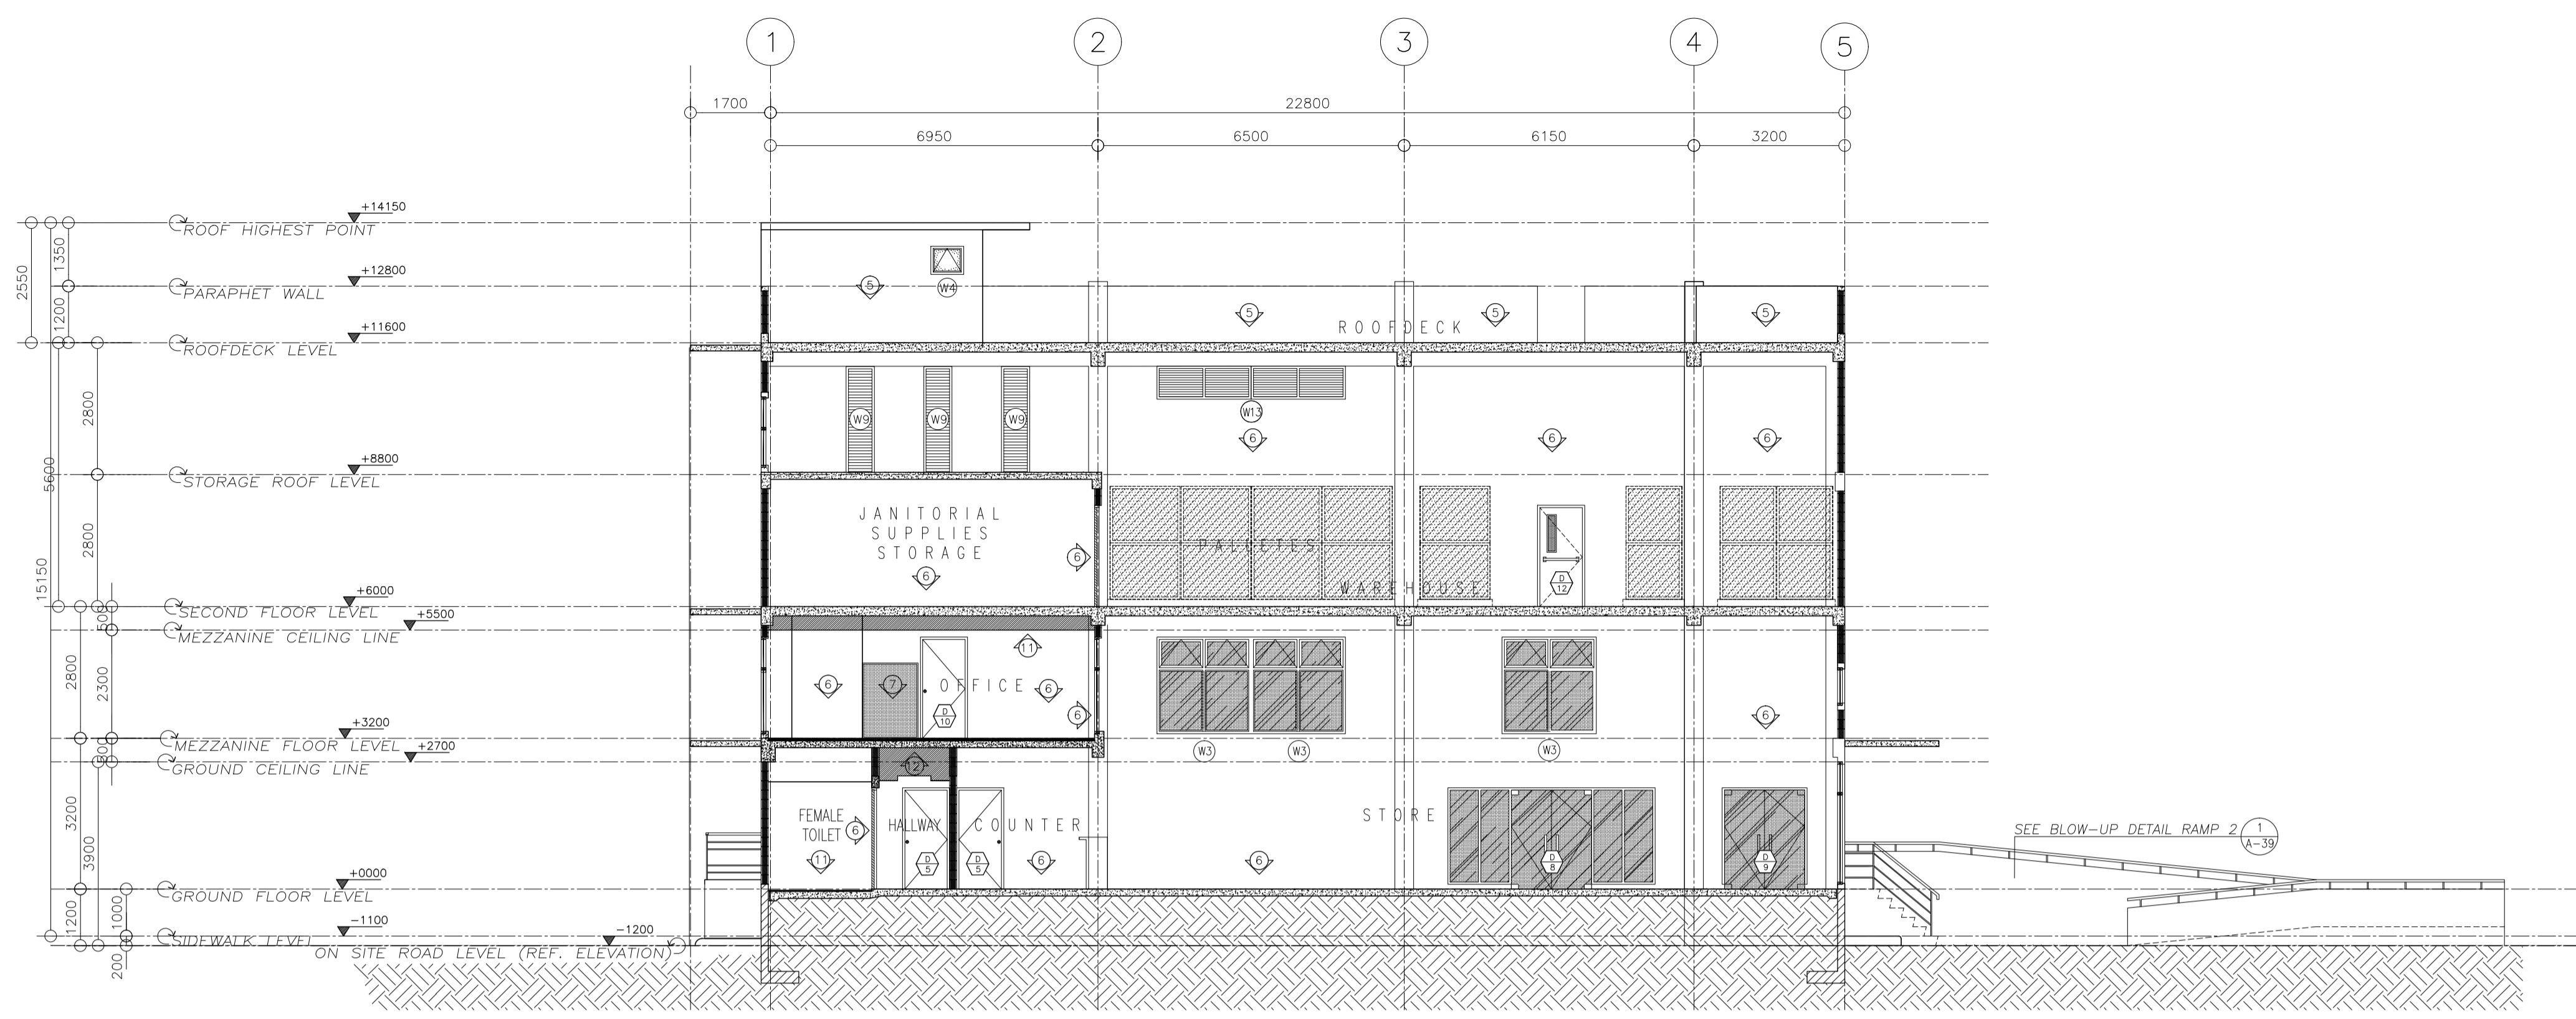 1
2
3
4
5
1700
22800
6950
6500
6150
3200
+14150
ROOF HIGHEST POINT
1350
2550
+12800
PARAPHET WALL
1200
+11600
ROOFDECK LEVEL
5
W4
5
5
5
ROOFDECK
2800
5600
W9
W9
W9
W13
6
6
6
+8800
STORAGE ROOF LEVEL
2800
15150
JANITORIAL
SUPPLIES
STORAGE
6
6
PALLETES
WAREHOUSE
D
12
+6000
SECOND FLOOR LEVEL
500
+5500
MEZZANINE CEILING LINE
2800
2300
11
6
7
OFFICE
6
D
10
6
6
+3200
MEZZANINE FLOOR LEVEL
500
+2700
GROUND CEILING LINE
W3
W3
W3
12
3200
3900
FEMALE
TOILET
6
HALLWAY
COUNTER
STORE
11
D
5
D
5
6
6
D
8
D
9
SEE BLOW-UP DETAIL RAMP 2
1
A-39
+0000
GROUND FLOOR LEVEL
1200
1000
-1100
SIDEWALK LEVEL
-1200
ON SITE ROAD LEVEL (REF. ELEVATION)
200